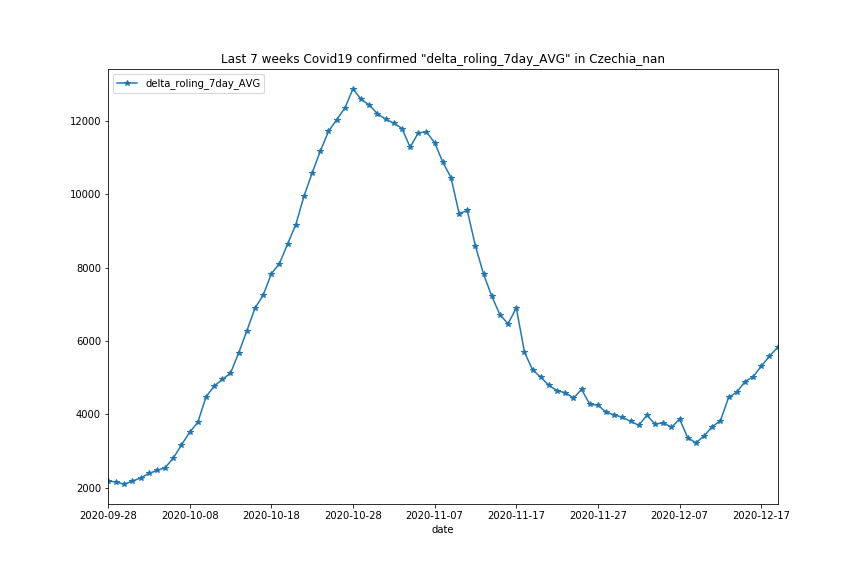 Last 7 weeks Covid19 confirmed "delta_roling_7day_AVG" in Czechia_nan
delta_roling_7day_AVG
12000
10000
8000
6000
4000
2000
2020-09-28 2020-10-08 2020-10-18 2020-10-28 2020-11-07 2020-11-17 2020-11-27 2020-12-07 2020-12-17
date